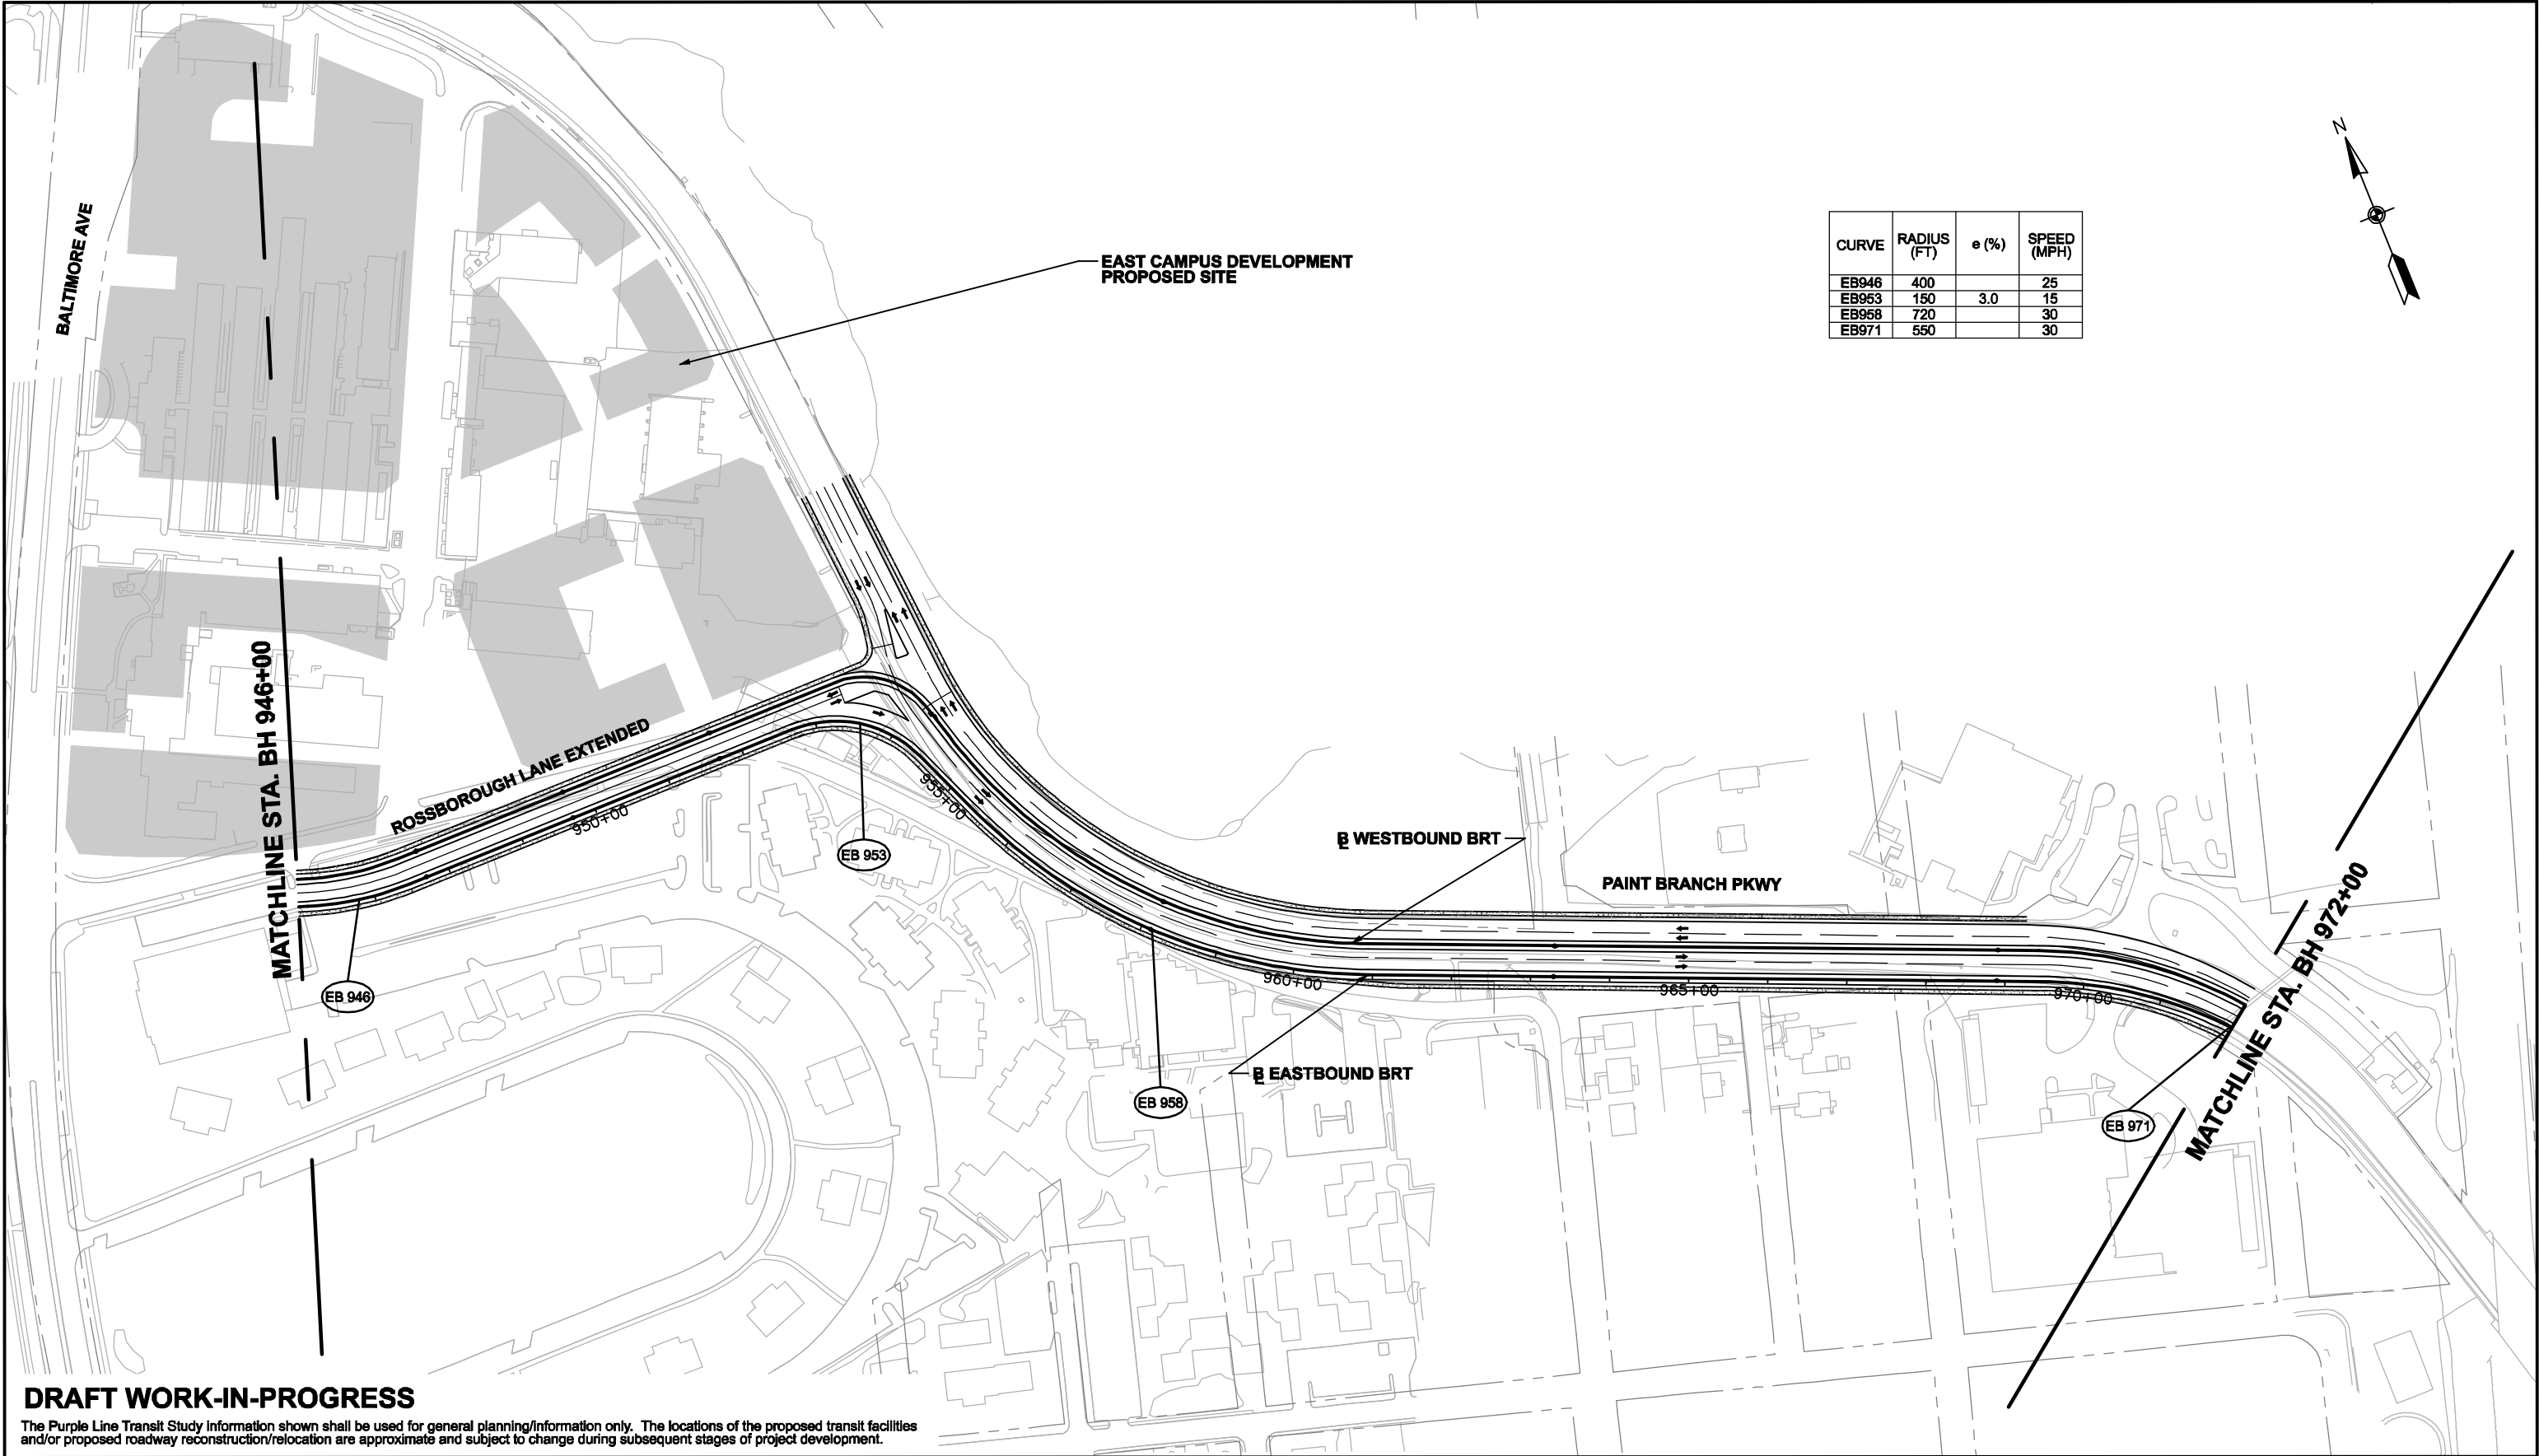 N
BALTIMORE AVE
EAST CAMPUS DEVELOPMENT
PROPOSED SITE
CURVE RADIUS (FT) e (%) SPEED (MPH)
EB946 400 25
EB953 150 3.0 15
EB958 720 30
EB971 550 30
MATCHLINE STA. BH 946+00
ROSSBOROUGH LANE EXTENDED
950+00
955+00
EB 953
EB 946
BL WESTBOUND BRT
PAINT BRANCH PKWY
960+00
965+00
970+00
MATCHLINE STA. BH 972+00
BL EASTBOUND BRT
EB 958
EB 971
DRAFT WORK-IN-PROGRESS
The Purple Line Transit Study information shown shall be used for general planning/information only. The locations of the proposed transit facilities
and/or proposed roadway reconstruction/relocation are approximate and subject to change during subsequent stages of project development.